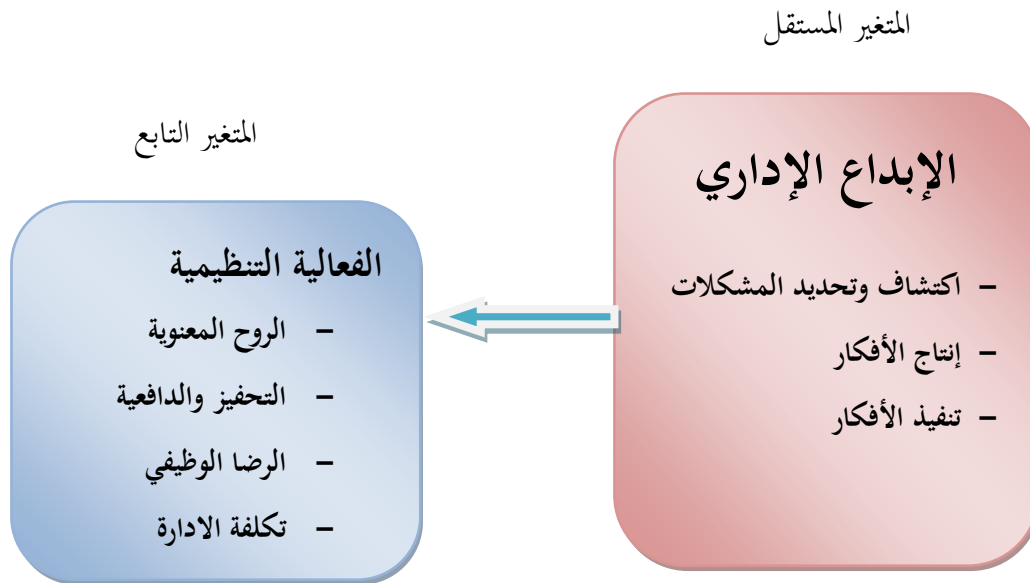 المتغير المستقل
الإبداع الإداري
– اكتشاف وتحديد المشكلات
– إنتاج الأفكار
– تنفيذ الأفكار
المتغير التابع
الفعالية التنظيمية
– الروح المعنوية
– التحفيز والدافعية
– الرضا الوظيفي
– تكلفة الادارة